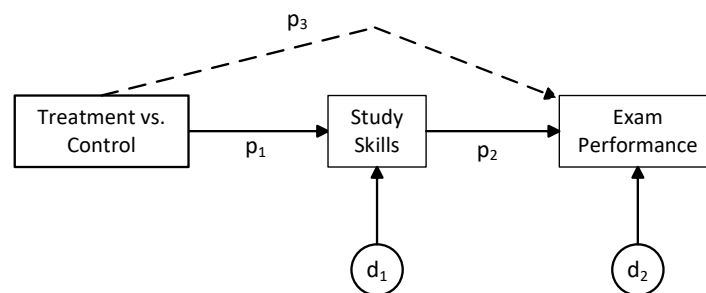 p₃
Treatment vs.
Control
p₁
Study
Skills
p₂
Exam
Performance
d₁
d₂